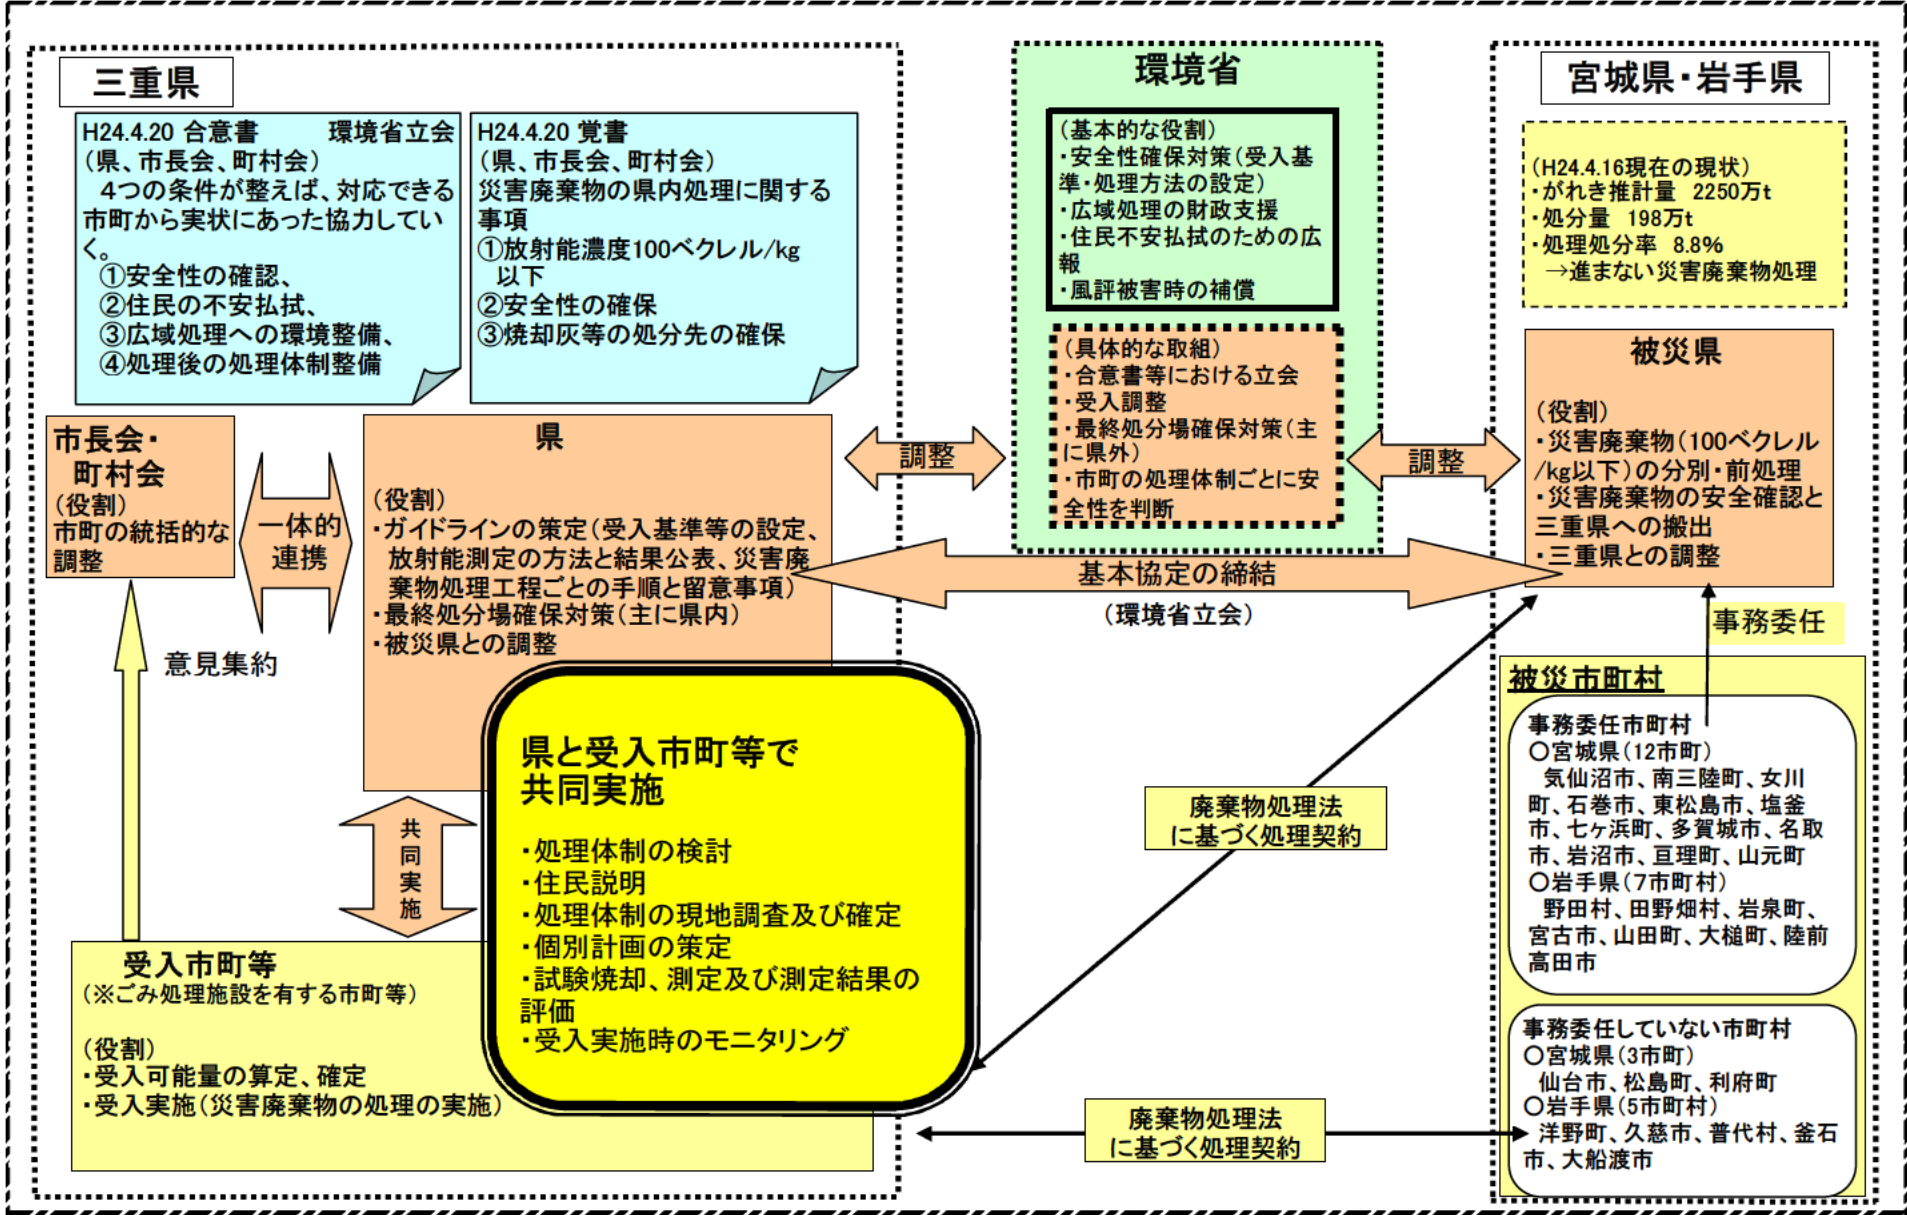 三重県
H24.4.20 合意書　　　環境省立会
(県、市長会、町村会)
　4つの条件が整えば、対応できる
市町から実状にあった協力してい
く。
①安全性の確認、
②住民の不安払拭、
③広域処理への環境整備、
④処理後の処理体制整備
H24.4.20 覚書
(県、市長会、町村会)
災害廃棄物の県内処理に関する
事項
①放射能濃度100ベクレル/kg
以下
②安全性の確保
③焼却灰等の処分先の確保
市長会・
町村会
(役割)
市町の統括的な
調整
一体的
連携
県
(役割)
・ガイドラインの策定(受入基準等の設定、
放射能測定の方法と結果公表、災害廃
棄物処理工程ごとの手順と留意事項)
・最終処分場確保対策(主に県内)
・被災県との調整
意見集約
県と受入市町等で
共同実施
・処理体制の検討
・住民説明
・処理体制の現地調査及び確定
・個別計画の策定
・試験焼却、測定及び測定結果の
評価
・受入実施時のモニタリング
共
同
実
施
受入市町等
(※ごみ処理施設を有する市町等)
(役割)
・受入可能量の算定、確定
・受入実施(災害廃棄物の処理の実施)
環境省
(基本的な役割)
・安全性確保対策(受入基
準・処理方法の設定)
・広域処理の財政支援
・住民不安払拭のための広
報
・風評被害時の補償
(具体的な取組)
・合意書等における立会
・受入調整
・最終処分場確保対策(主
に県外)
・市町の処理体制ごとに安
全性を判断
調整
調整
基本協定の締結
(環境省立会)
廃棄物処理法
に基づく処理契約
廃棄物処理法
に基づく処理契約
宮城県・岩手県
(H24.4.16現在の現状)
・がれき推計量　2250万t
・処分量　198万t
・処理処分率　8.8%
→進まない災害廃棄物処理
被災県
(役割)
・災害廃棄物(100ベクレル
/kg以下)の分別・前処理
・災害廃棄物の安全確認と
三重県への搬出
・三重県との調整
事務委任
被災市町村
事務委任市町村
○宮城県(12市町)
気仙沼市、南三陸町、女川
町、石巻市、東松島市、塩釜
市、七ヶ浜町、多賀城市、名取
市、岩沼市、亘理町、山元町
○岩手県(7市町村)
野田村、田野畑村、岩泉町、
宮古市、山田町、大槌町、陸前
高田市
事務委任していない市町村
○宮城県(3市町)
仙台市、松島町、利府町
○岩手県(5市町村)
洋野町、久慈市、普代村、釜石
市、大船渡市